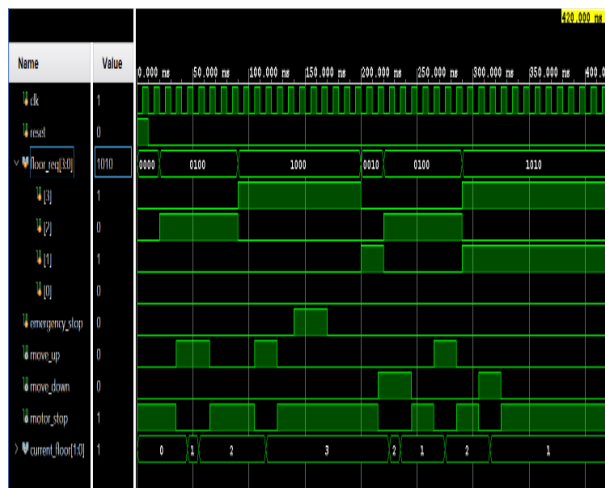 420.000 ns
Name Value 0.000 ns 50.000 ns 100.000 ns 150.000 ns 200.000 ns 250.000 ns 300.000 ns 350.000 ns 400.0
clk 1
reset 0
floor_req[3:0] 1010 0000 0100 1000 0010 0100 1010
[3] 1
[2] 0
[1] 1
[0] 0
emergency_stop 0
move_up 0
move_down 0
motor_stop 1
current_floor[1:0] 1 0 1 2 3 2 1 2 1